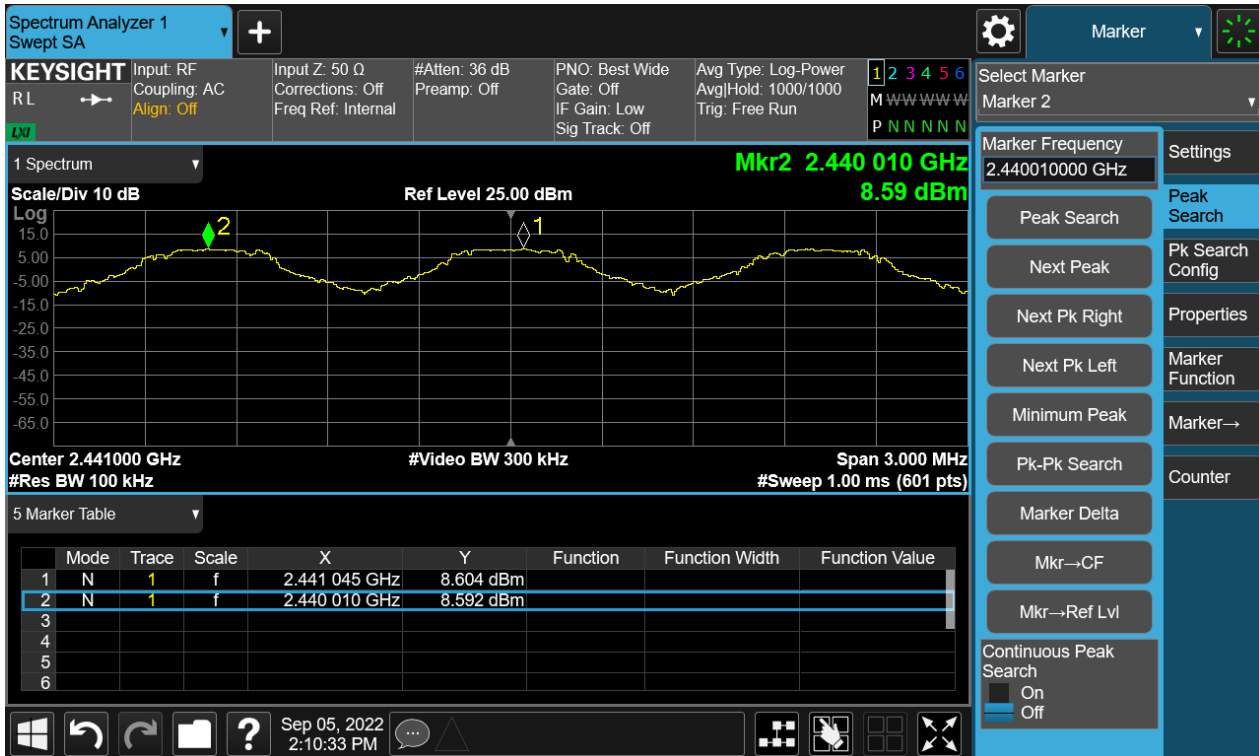 Spectrum Analyzer 1
Swept SA
+
Marker
KEYSIGHT
R L
LXI
Input: RF
Coupling: AC
Align: Off
Input Z: 50 Ω
Corrections: Off
Freq Ref: Internal
#Atten: 36 dB
Preamp: Off
PNO: Best Wide
Gate: Off
IF Gain: Low
Sig Track: Off
Avg Type: Log-Power
Avg|Hold: 1000/1000
Trig: Free Run
1 2 3 4 5 6
M W W W W W
P N N N N N
Select Marker
Marker 2
1 Spectrum
Mkr2 2.440 010 GHz
8.59 dBm
Scale/Div 10 dB
Ref Level 25.00 dBm
Log
15.0
5.00
-5.00
-15.0
-25.0
-35.0
-45.0
-55.0
-65.0
2
1
Center 2.441000 GHz
#Video BW 300 kHz
Span 3.000 MHz
#Res BW 100 kHz
#Sweep 1.00 ms (601 pts)
5 Marker Table
Mode Trace Scale X Y Function Function Width Function Value
1 N 1 f 2.441 045 GHz 8.604 dBm
2 N 1 f 2.440 010 GHz 8.592 dBm
3
4
5
6
Marker Frequency
2.440010000 GHz
Peak Search
Next Peak
Next Pk Right
Next Pk Left
Minimum Peak
Pk-Pk Search
Marker Delta
Mkr→CF
Mkr→Ref Lvl
Continuous Peak
Search
On
Off
Settings
Peak
Search
Pk Search
Config
Properties
Marker
Function
Marker→
Counter
?
Sep 05, 2022
2:10:33 PM